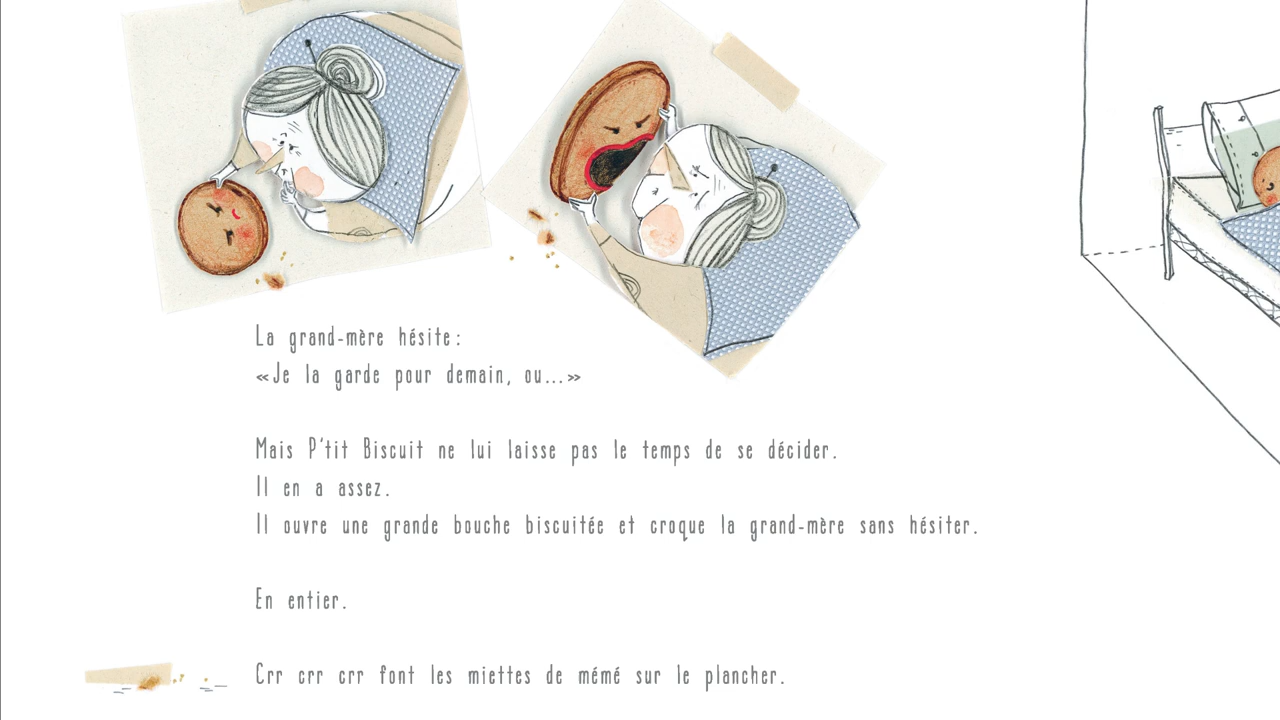 La grand-mère hésite:
«Je la garde pour demain, ou...»
Mais P'tit Biscuit ne lui laisse pas le temps de se décider.
Il en a assez.
Il ouvre une grande bouche biscuitée et croque la grand-mère sans hésiter.
En entier.
Crr crr crr font les miettes de mémé sur le plancher.